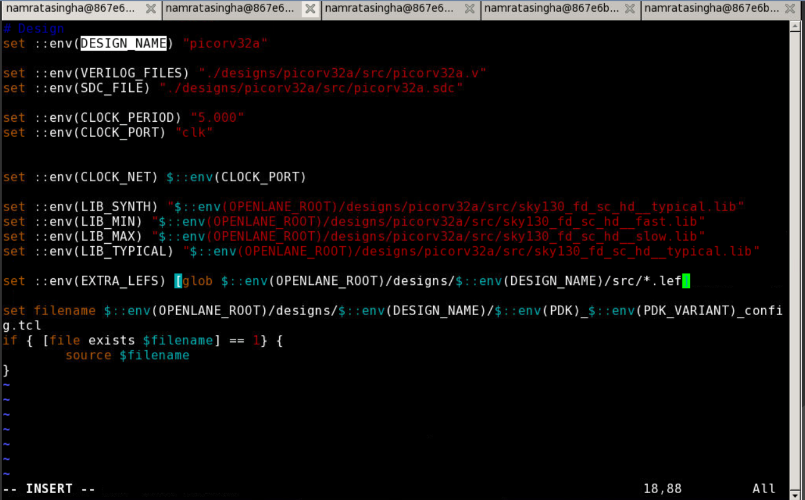 namratasingha@867e6... namratasingha@867e6... namratasingha@867e6... namratasingha@867e6b... namratasingha@867e6b...
# Design
set ::env(DESIGN_NAME) "picorv32a"
set ::env(VERILOG_FILES) "./designs/picorv32a/src/picorv32a.v"
set ::env(SDC_FILE) "./designs/picorv32a/src/picorv32a.sdc"
set ::env(CLOCK_PERIOD) "5.000"
set ::env(CLOCK_PORT) "clk"
set ::env(CLOCK_NET) $::env(CLOCK_PORT)
set ::env(LIB_SYNTH) "$::env(OPENLANE_ROOT)/designs/picorv32a/src/sky130_fd_sc_hd__typical.lib"
set ::env(LIB_MIN) "$::env(OPENLANE_ROOT)/designs/picorv32a/src/sky130_fd_sc_hd__fast.lib"
set ::env(LIB_MAX) "$::env(OPENLANE_ROOT)/designs/picorv32a/src/sky130_fd_sc_hd__slow.lib"
set ::env(LIB_TYPICAL) "$::env(OPENLANE_ROOT)/designs/picorv32a/src/sky130_fd_sc_hd__typical.lib"
set ::env(EXTRA_LEFS) [glob $::env(OPENLANE_ROOT)/designs/$::env(DESIGN_NAME)/src/*.lef]
set filename $::env(OPENLANE_ROOT)/designs/$::env(DESIGN_NAME)/$::env(PDK)_$::env(PDK_VARIANT)_confi
g.tcl
if { [file exists $filename] == 1} {
source $filename
}
~
~
~
~
~
~
~
-- INSERT -- 18,88 All